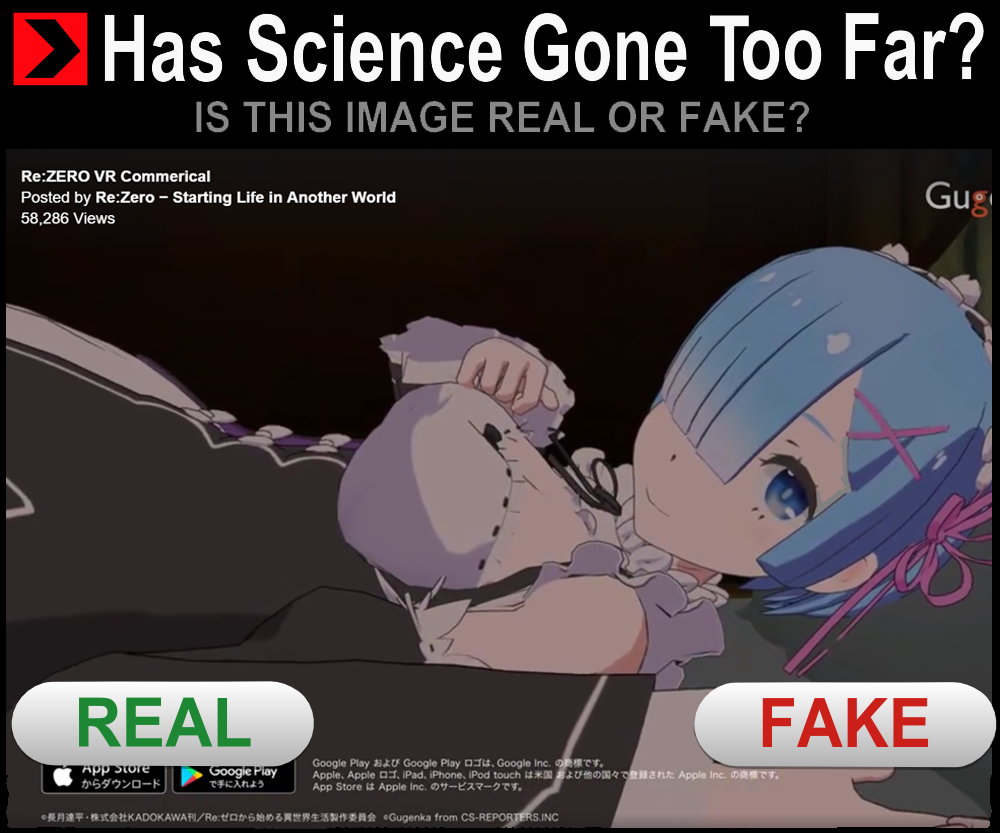 Has Science Gone Too Far?
IS THIS IMAGE REAL OR FAKE?
Re:ZERO VR Commerical
Posted by Re:Zero – Starting Life in Another World
58,286 Views
Gug
REAL
FAKE
App Store
からダウンロード
Google Play
で手に入れよう
Google Play および Google Play ロゴは、Google Inc. の商標です。
Apple、Apple ロゴ、iPad、iPhone、iPod touch は米国 および他の国々で登録された Apple Inc. の商標です。
App Store は Apple Inc. のサービスマークです。
©長月達平・株式会社KADOKAWA刊／Re:ゼロから始める異世界生活製作委員会 ©Gugenka from CS-REPORTERS.INC